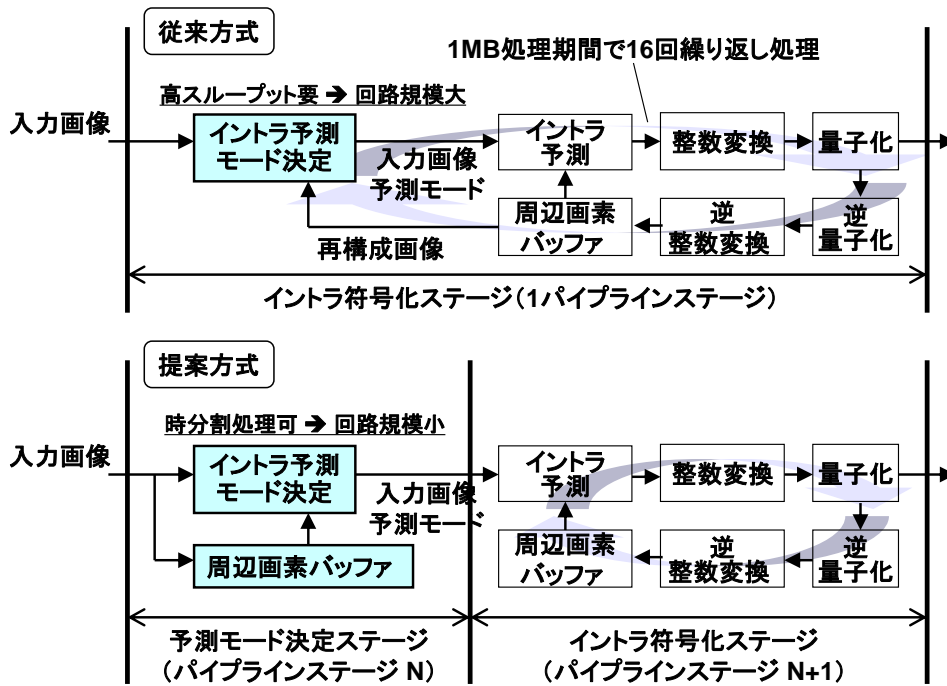 従来方式
1MB処理期間で16回繰り返し処理
高スループット要 ➔ 回路規模大
入力画像
イントラ予測
モード決定
入力画像
予測モード
イントラ
予測
整数変換
量子化
周辺画素
バッファ
逆
整数変換
逆
量子化
再構成画像
イントラ符号化ステージ(1パイプラインステージ)
提案方式
時分割処理可 ➔ 回路規模小
入力画像
イントラ予測
モード決定
入力画像
予測モード
イントラ
予測
整数変換
量子化
周辺画素バッファ
周辺画素
バッファ
逆
整数変換
逆
量子化
予測モード決定ステージ
(パイプラインステージ N)
イントラ符号化ステージ
(パイプラインステージ N+1)